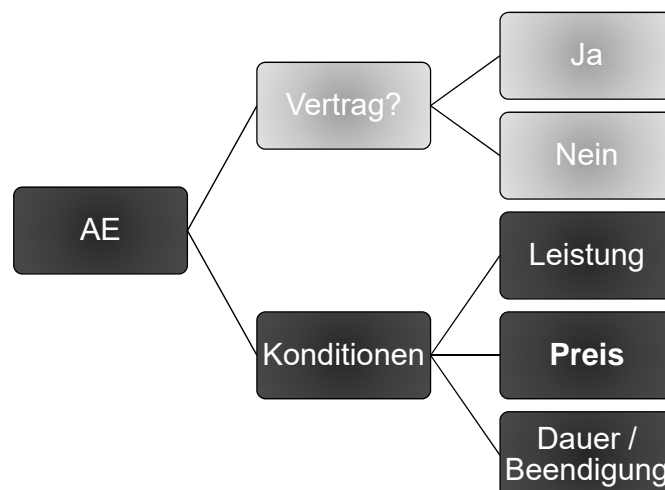 AE
Vertrag?
Ja
Nein
Konditionen
Leistung
Preis
Dauer /
Beendigung